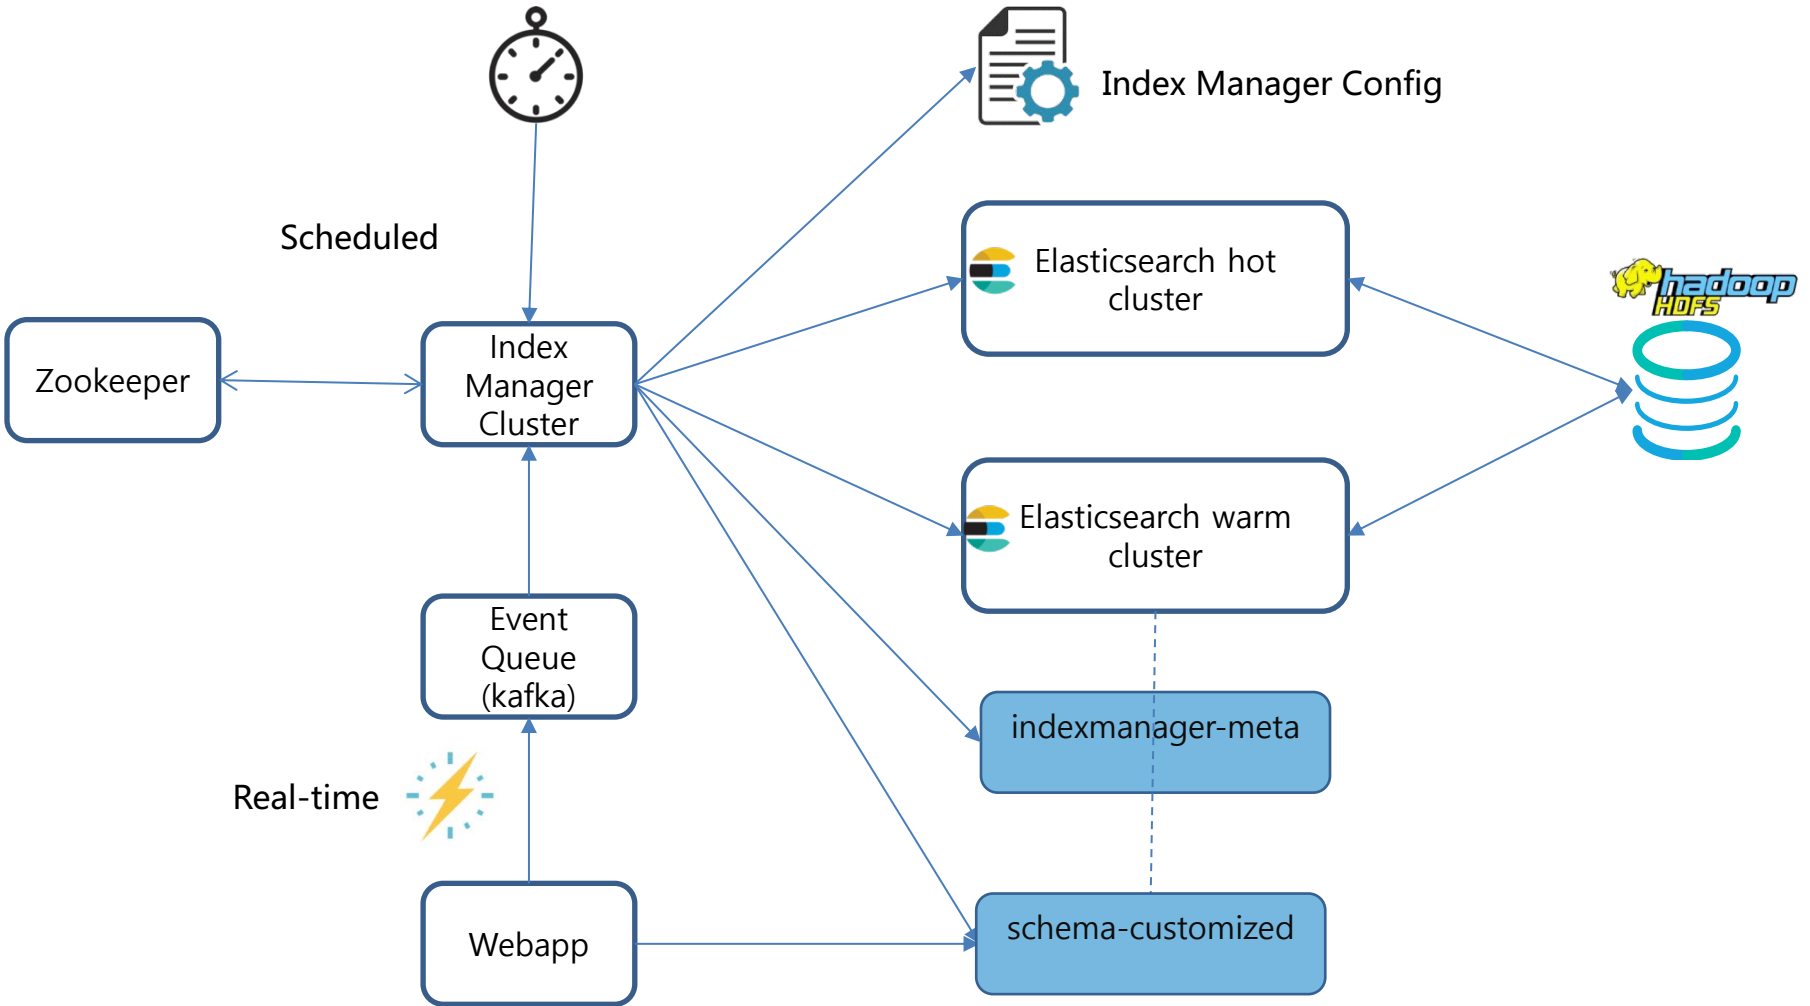 Index Manager Config
Scheduled
Elasticsearch hot
cluster
hadoop
HDFS
Zookeeper
Index
Manager
Cluster
Elasticsearch warm
cluster
Event
Queue
(kafka)
indexmanager-meta
Real-time
schema-customized
Webapp